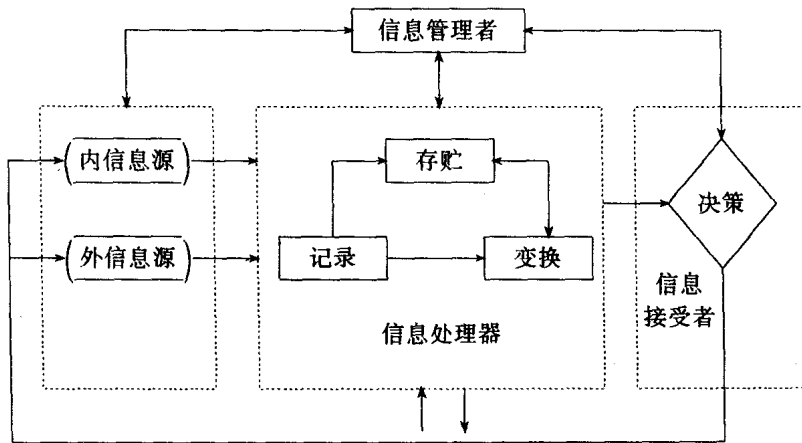 信息管理者
内信息源
存贮
决策
外信息源
记录
变换
信息
接受者
信息处理器